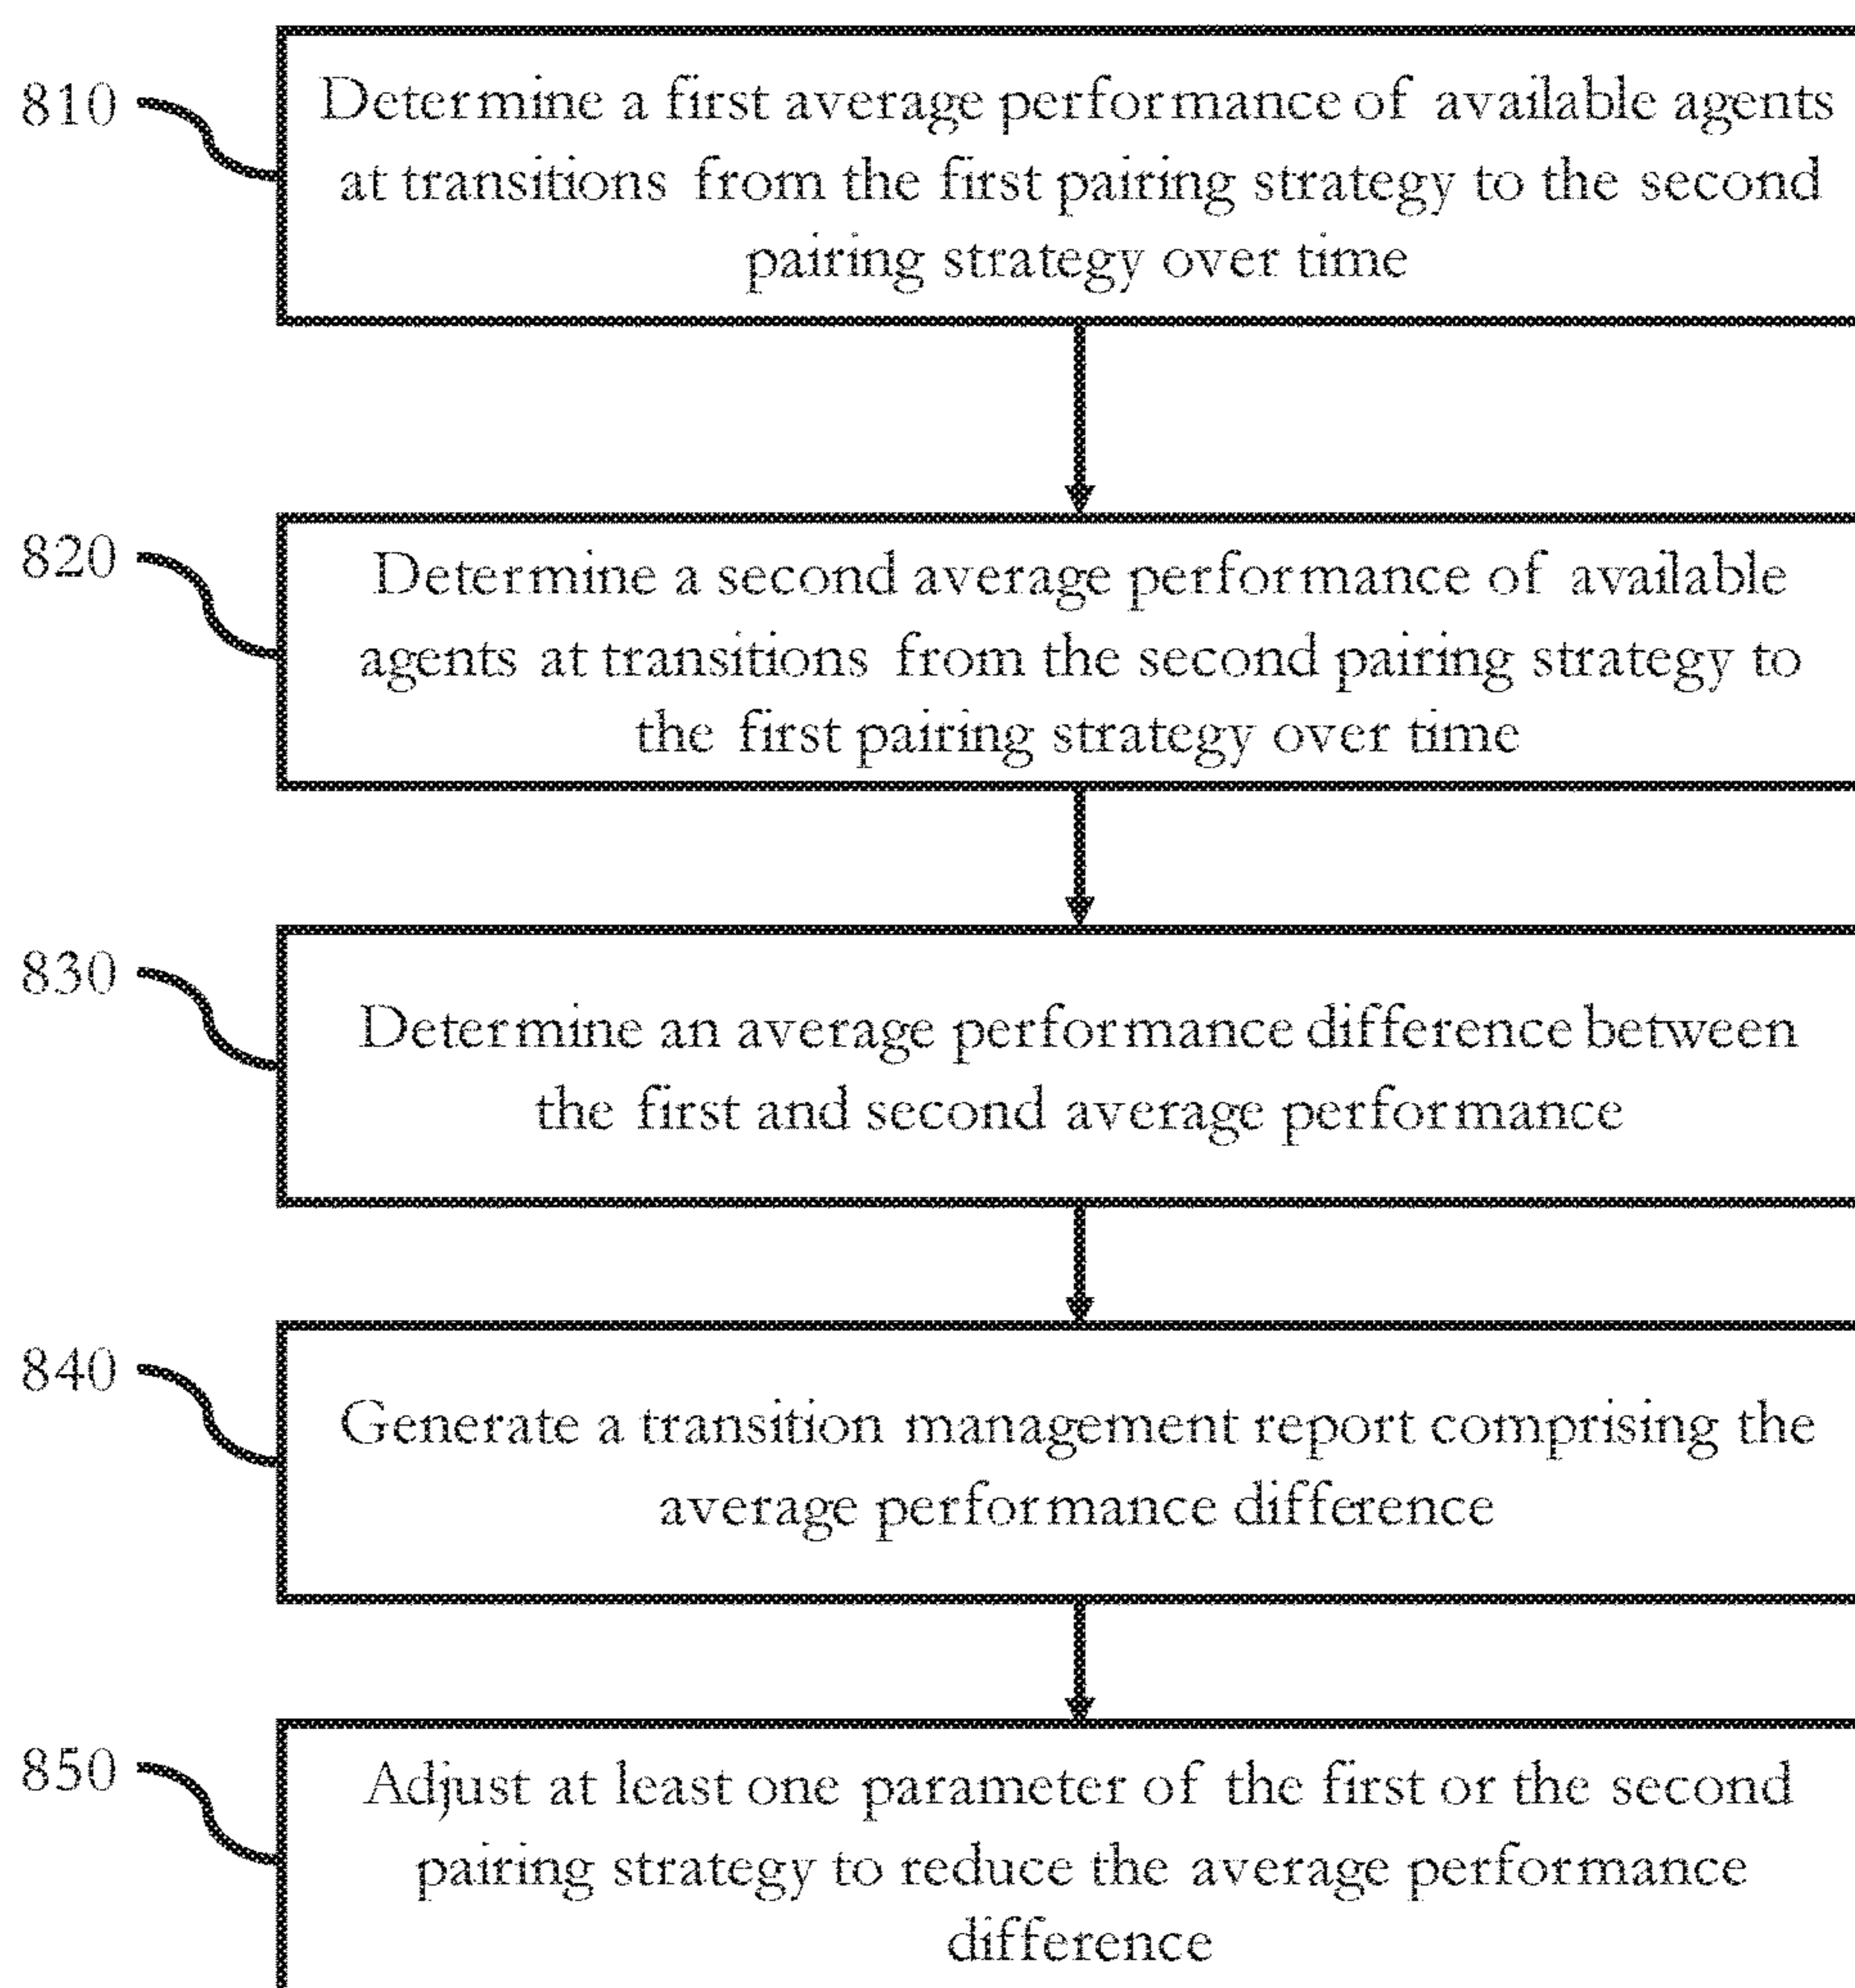 810
Determine a first average performance of available agents
at transitions from the first pairing strategy to the second
pairing strategy over time
820
Determine a second average performance of available
agents at transitions from the second pairing strategy to
the first pairing strategy over time
830
Determine an average performance difference between
the first and second average performance
840
Generate a transition management report comprising the
average performance difference
850
Adjust at least one parameter of the first or the second
pairing strategy to reduce the average performance
difference